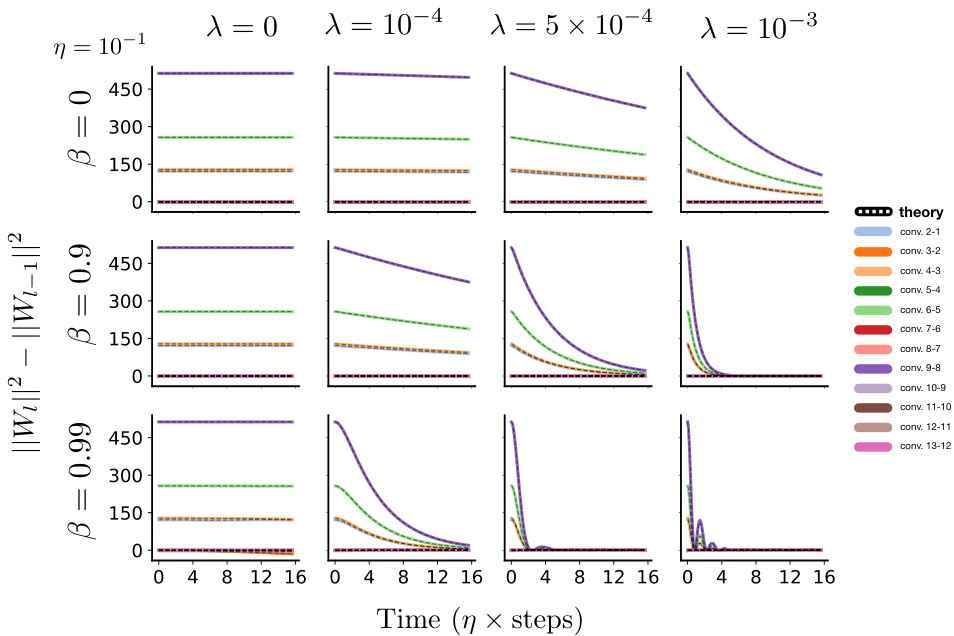 λ = 0 λ = 10⁻⁴ λ = 5 × 10⁻⁴ λ = 10⁻³
η = 10⁻¹
||W_l||² − ||W_{l−1}||²
β = 0
450
300
150
0
β = 0.9
450
300
150
0
β = 0.99
450
300
150
0
0 4 8 12 16 0 4 8 12 16 0 4 8 12 16 0 4 8 12 16
Time (η × steps)
theory
conv. 2-1
conv. 3-2
conv. 4-3
conv. 5-4
conv. 6-5
conv. 7-6
conv. 8-7
conv. 9-8
conv. 10-9
conv. 11-10
conv. 12-11
conv. 13-12